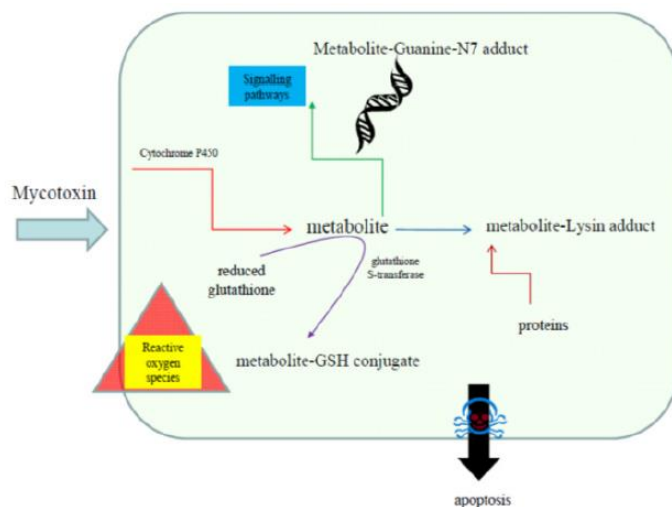 Metabolite-Guanine-N7 adduct
Signalling
pathways
Cytochrome P450
Mycotoxin
metabolite
metabolite-Lysin adduct
reduced
glutathione
glutathione
S-transferase
proteins
Reactive
oxygen
species
metabolite-GSH conjugate
apoptosis